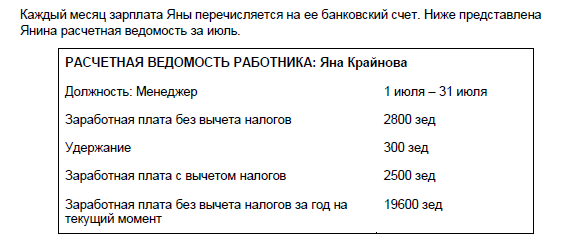 Каждый месяц зарплата Яны перечисляется на ее банковский счет. Ниже представлена
Янина расчетная ведомость за июль.
РАСЧЕТНАЯ ВЕДОМОСТЬ РАБОТНИКА: Яна Крайнова
Должность: Менеджер 1 июля – 31 июля
Заработная плата без вычета налогов 2800 зед
Удержание 300 зед
Заработная плата с вычетом налогов 2500 зед
Заработная плата без вычета налогов за год на 19600 зед
текущий момент